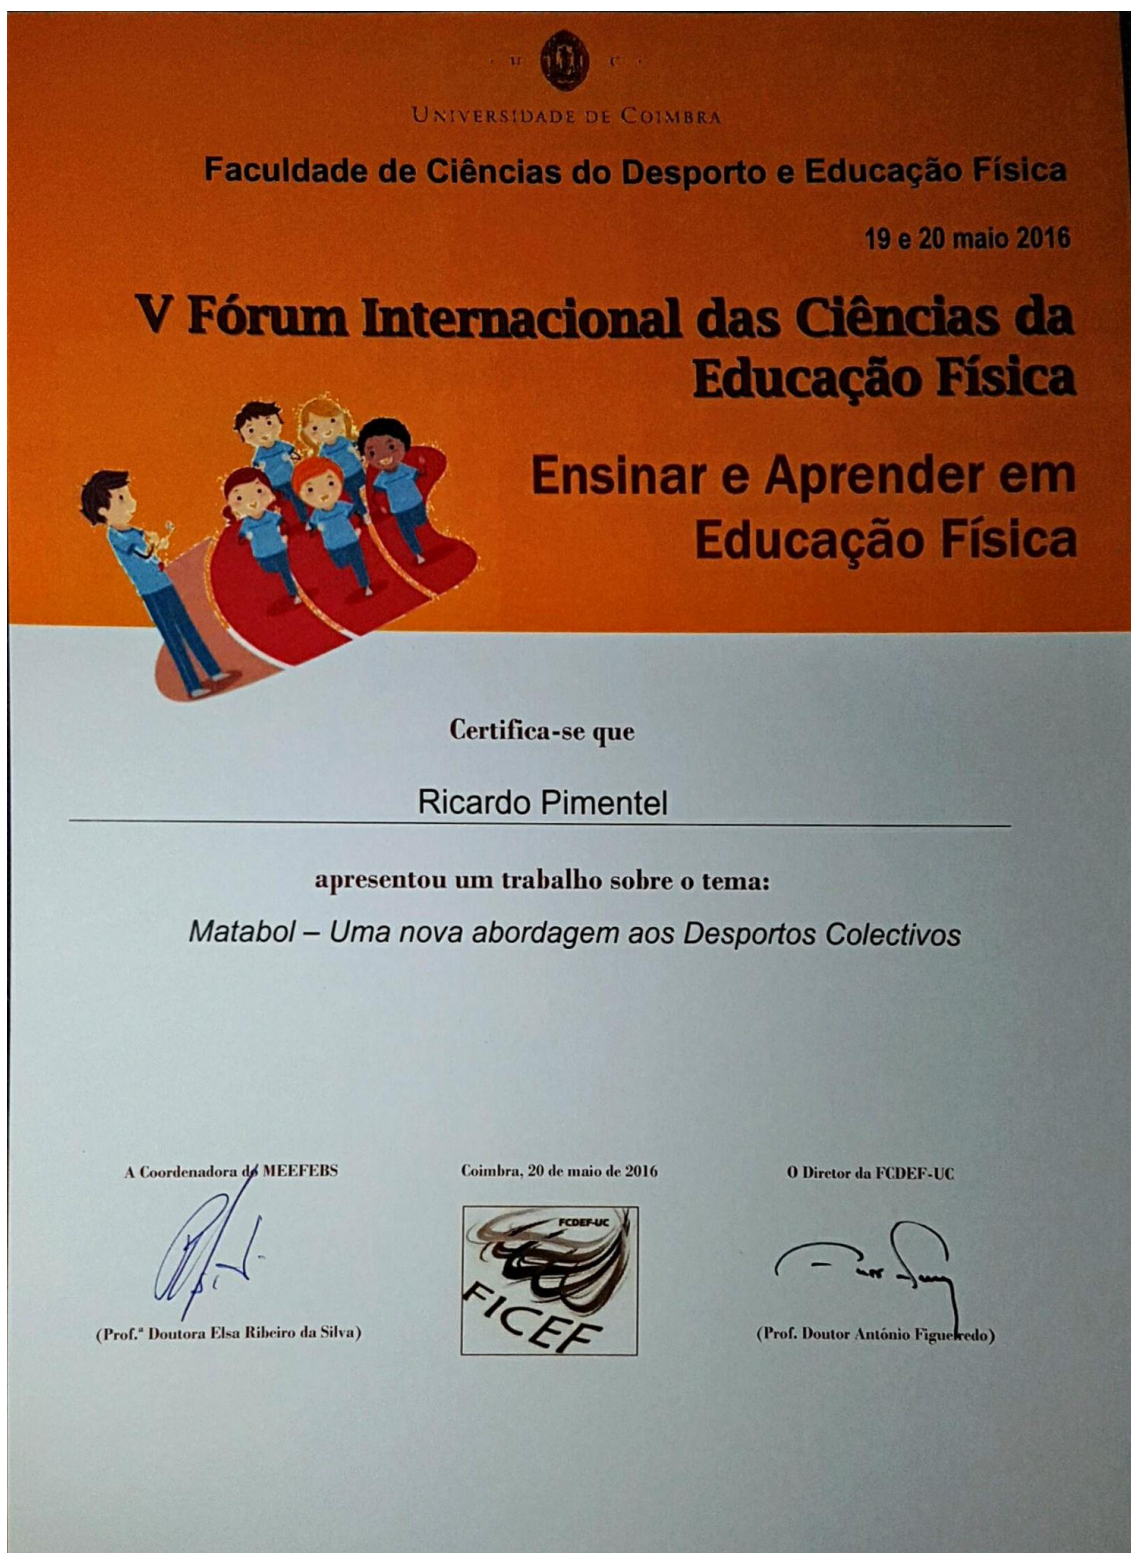 U C
UNIVERSIDADE DE COIMBRA
Faculdade de Ciências do Desporto e Educação Física
19 e 20 maio 2016
V Fórum Internacional das Ciências da
Educação Física
Ensinar e Aprender em
Educação Física
Certifica-se que
Ricardo Pimentel
apresentou um trabalho sobre o tema:
Matabol – Uma nova abordagem aos Desportos Colectivos
A Coordenadora do MEEFEBS
Coimbra, 20 de maio de 2016
O Diretor da FCDEF-UC
FCDEF-UC
FICEF
(Prof.ª Doutora Elsa Ribeiro da Silva)
(Prof. Doutor António Figueiredo)